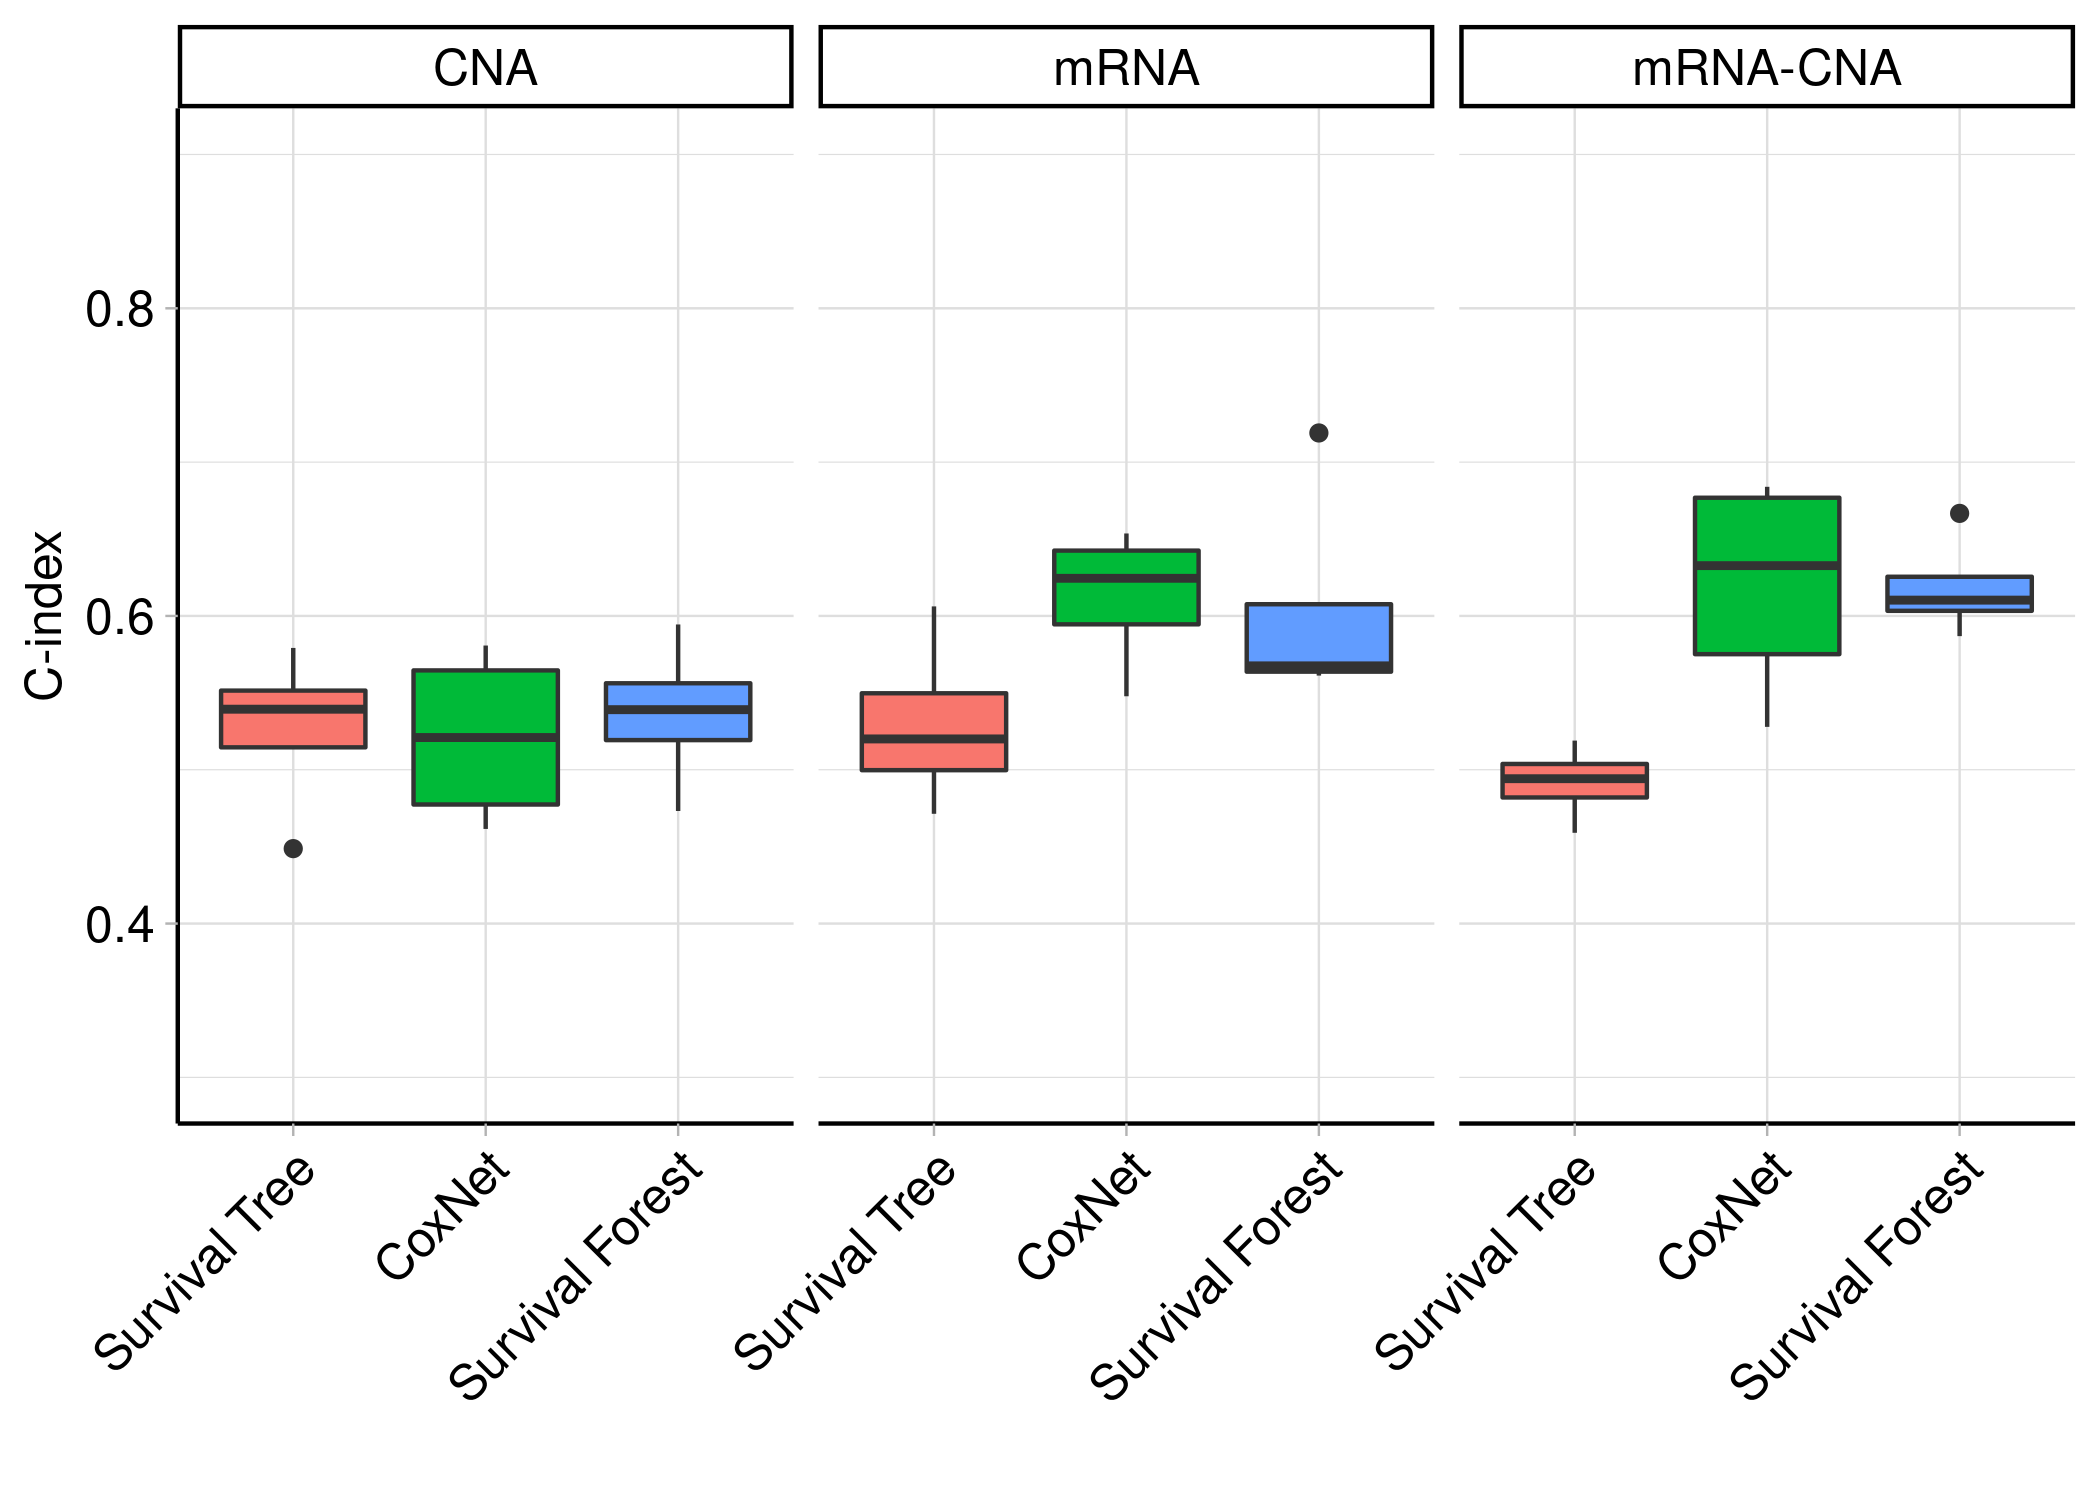 CNA
mRNA
mRNA-CNA
C-index
0.8
0.6
0.4
Survival Tree
CoxNet
Survival Forest
Survival Tree
CoxNet
Survival Forest
Survival Tree
CoxNet
Survival Forest